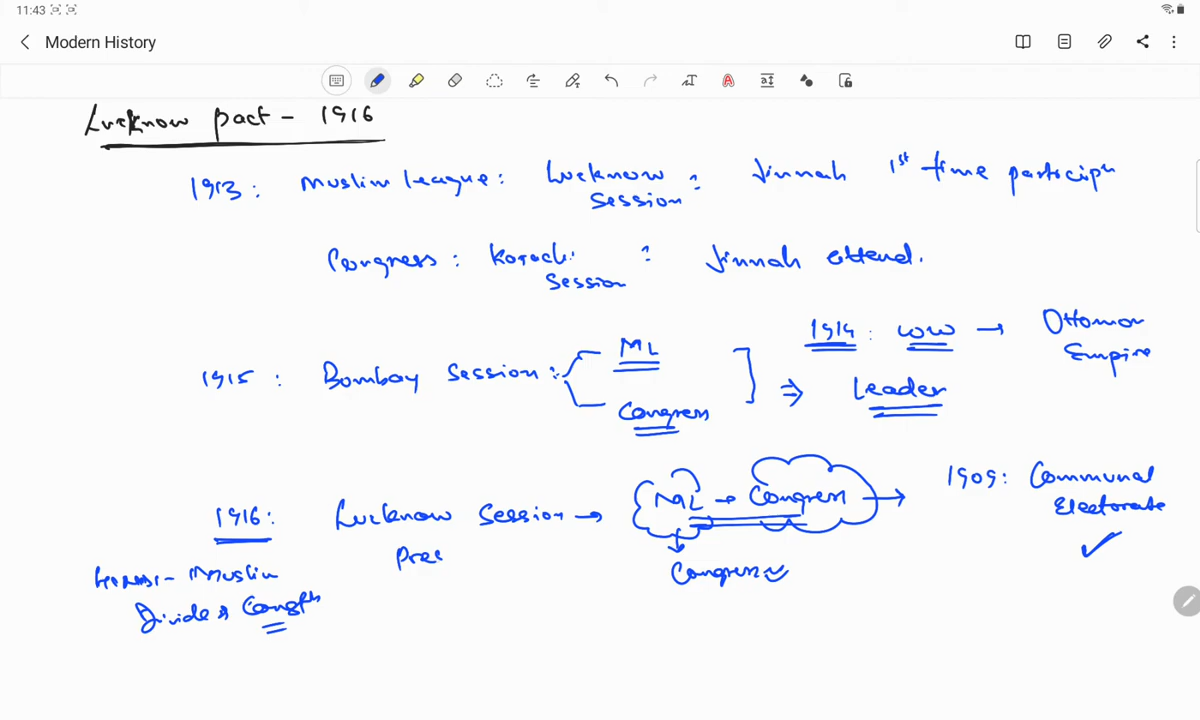 11:43
Modern History
Lucknow pact - 1916
1913: Muslim league: Lucknow Session : Jinnah 1st time particip
Congress: Karachi Session : Jinnah attend.
1914: WW → Ottoman Empire
1915: Bombay Session: ML
Congress ⇒ Leader
1916: Lucknow Session → ML → Congress → 1909: Communal Electorate ✓
Pres
Congress
Muslim
Divide &